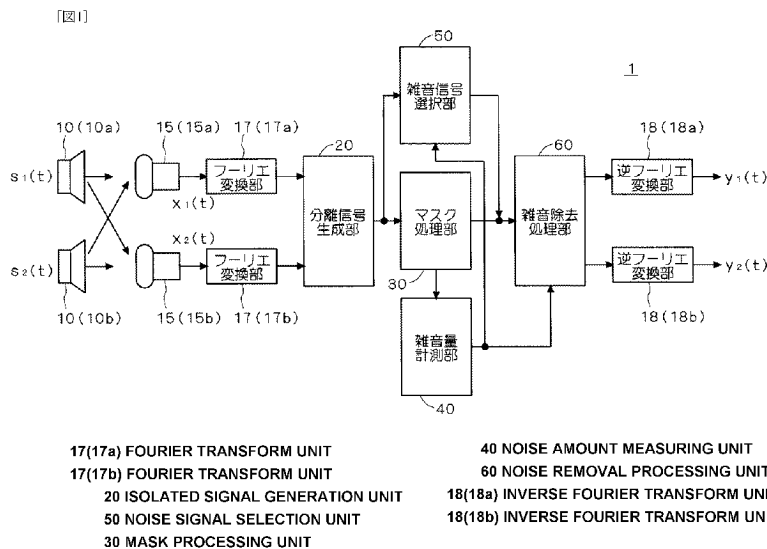 [図1]
50
雑音信号
選択部
1
10(10a)
15(15a)
17(17a)
20
60
18(18a)
s1(t)
フーリエ
変換部
x1(t)
分離信号
生成部
マスク
処理部
雑音除去
処理部
逆フーリエ
変換部
y1(t)
s2(t)
x2(t)
フーリエ
変換部
30
逆フーリエ
変換部
y2(t)
10(10b)
15(15b)
17(17b)
雑音量
計測部
18(18b)
40
17(17a) FOURIER TRANSFORM UNIT
17(17b) FOURIER TRANSFORM UNIT
20 ISOLATED SIGNAL GENERATION UNIT
50 NOISE SIGNAL SELECTION UNIT
30 MASK PROCESSING UNIT
40 NOISE AMOUNT MEASURING UNIT
60 NOISE REMOVAL PROCESSING UNIT
18(18a) INVERSE FOURIER TRANSFORM UNI
18(18b) INVERSE FOURIER TRANSFORM UN